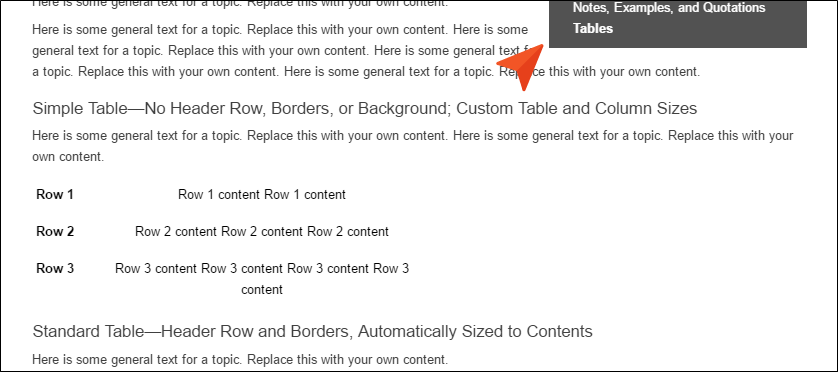 Here is some general text for a topic. Replace this with your own content. Here is some
Notes, Examples, and Quotations
Tables
Here is some general text for a topic. Replace this with your own content. Here is some
general text for a topic. Replace this with your own content. Here is some general text
a topic. Replace this with your own content. Here is some general text for a topic. this with your own content.
Simple Table—No Header Row, Borders, or Background; Custom Table and Column Sizes
Here is some general text for a topic. Replace this with your own content. Here is some general text for a topic. Replace this with your
own content.
Row 1 Row 1 content Row 1 content
Row 2 Row 2 content Row 2 content Row 2 content
Row 3 Row 3 content Row 3 content Row 3 content Row 3
content
Standard Table—Header Row and Borders, Automatically Sized to Contents
Here is some general text for a topic. Replace this with your own content.